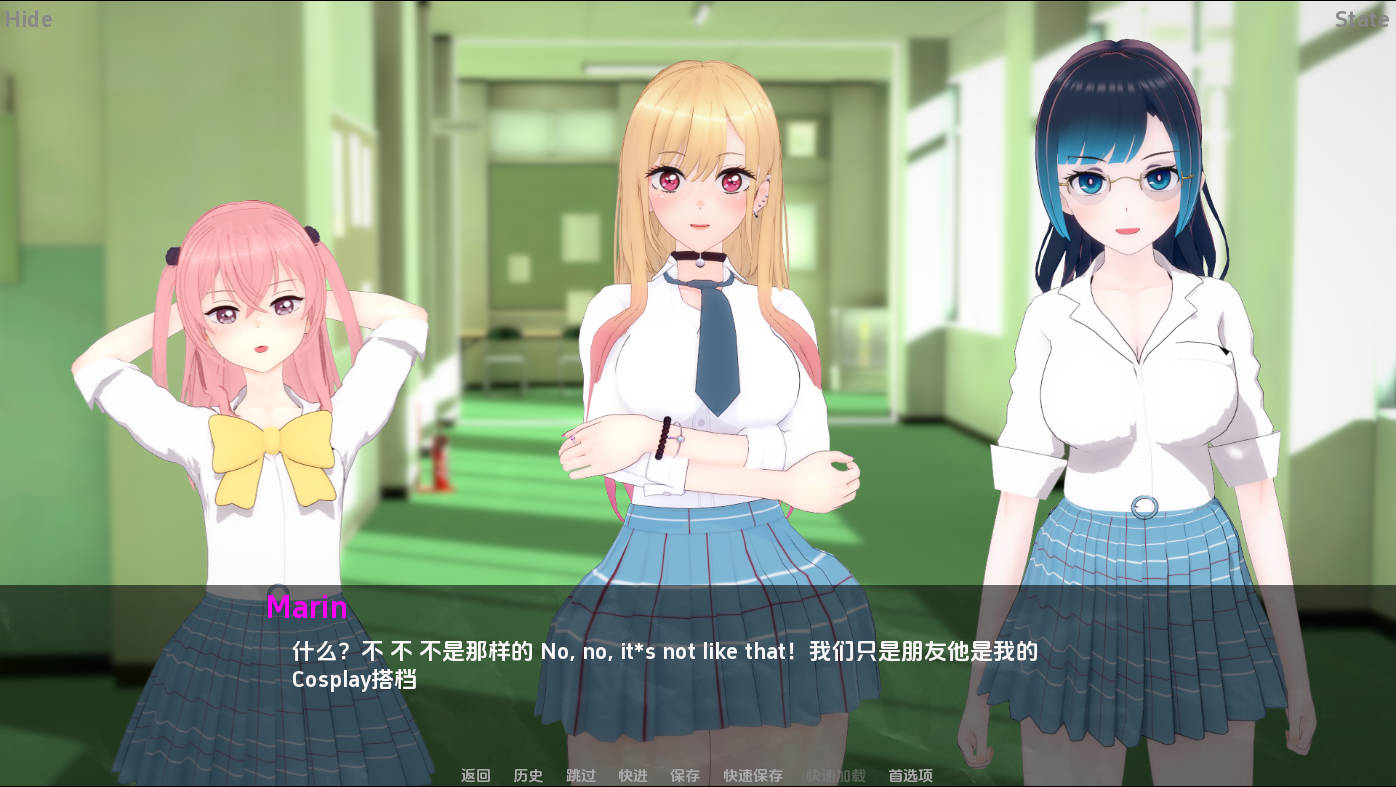 Hide
State
Marin
什么？不 不 不是那样的 No, no, it*s not like that！我们只是朋友他是我的
Cosplay搭档
返回 历史 跳过 快进 保存 快速保存 快速加载 首选项